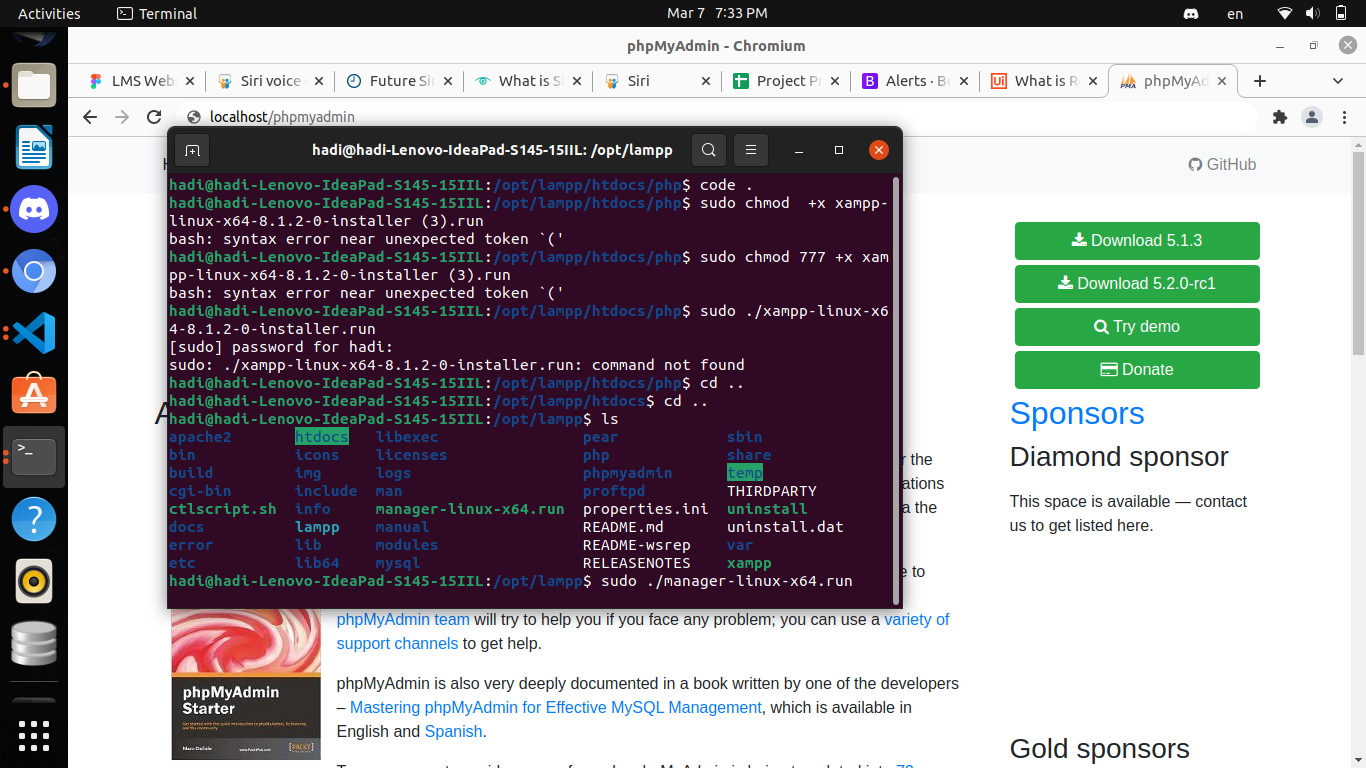 Activities
Terminal
Mar 7 7:33 PM
en
phpMyAdmin - Chromium
LMS Webs
Siri voice
Future Sir
What is Si
Siri
Project Pr
Alerts · Bo
What is Re
phpMyAd
localhost/phpmyadmin
hadi@hadi-Lenovo-IdeaPad-S145-15IIL: /opt/lampp
GitHub
hadi@hadi-Lenovo-IdeaPad-S145-15IIL:/opt/lampp/htdocs/php$ code .
hadi@hadi-Lenovo-IdeaPad-S145-15IIL:/opt/lampp/htdocs/php$ sudo chmod  +x xampp-
linux-x64-8.1.2-0-installer (3).run
bash: syntax error near unexpected token `('
hadi@hadi-Lenovo-IdeaPad-S145-15IIL:/opt/lampp/htdocs/php$ sudo chmod 777 +x xam
pp-linux-x64-8.1.2-0-installer (3).run
bash: syntax error near unexpected token `('
hadi@hadi-Lenovo-IdeaPad-S145-15IIL:/opt/lampp/htdocs/php$ sudo ./xampp-linux-x6
4-8.1.2-0-installer.run
[sudo] password for hadi:
sudo: ./xampp-linux-x64-8.1.2-0-installer.run: command not found
hadi@hadi-Lenovo-IdeaPad-S145-15IIL:/opt/lampp/htdocs/php$ cd ..
hadi@hadi-Lenovo-IdeaPad-S145-15IIL:/opt/lampp/htdocs$ cd ..
hadi@hadi-Lenovo-IdeaPad-S145-15IIL:/opt/lampp$ ls
apache2 htdocs libexec pear sbin
bin icons licenses php share
build img logs phpmyadmin temp
cgi-bin include man proftpd THIRDPARTY
ctlscript.sh info manager-linux-x64.run properties.ini uninstall
docs lampp manual README.md uninstall.dat
error lib modules README-wsrep var
etc lib64 mysql RELEASENOTES xampp
hadi@hadi-Lenovo-IdeaPad-S145-15IIL:/opt/lampp$ sudo ./manager-linux-x64.run
Download 5.1.3
Download 5.2.0-rc1
Try demo
Donate
Sponsors
Diamond sponsor
This space is available — contact
us to get listed here.
Gold sponsors
r the
ations
a the
e to
phpMyAdmin team will try to help you if you face any problem; you can use a variety of
support channels to get help.
phpMyAdmin is also very deeply documented in a book written by one of the developers
– Mastering phpMyAdmin for Effective MySQL Management, which is available in
English and Spanish.
phpMyAdmin
Starter
Marc Delisle
[PACKT]